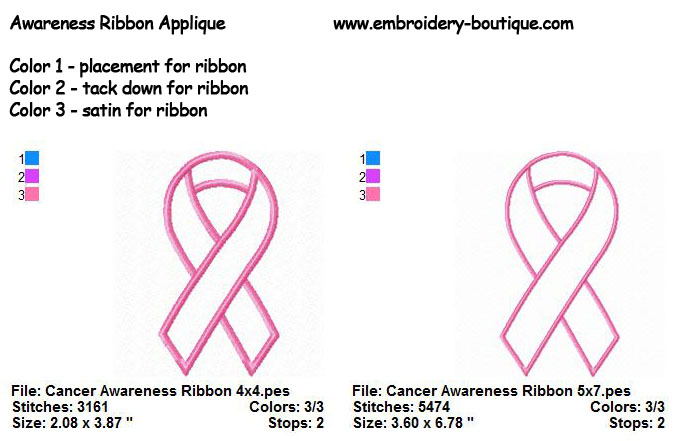 Awareness Ribbon Applique
www.embroidery-boutique.com
Color 1 - placement for ribbon
Color 2 - tack down for ribbon
Color 3 - satin for ribbon
1
2
3
File: Cancer Awareness Ribbon 4x4.pes
Stitches: 3161 Colors: 3/3
Size: 2.08 x 3.87 " Stops: 2
1
2
3
File: Cancer Awareness Ribbon 5x7.pes
Stitches: 5474 Colors: 3/3
Size: 3.60 x 6.78 " Stops: 2